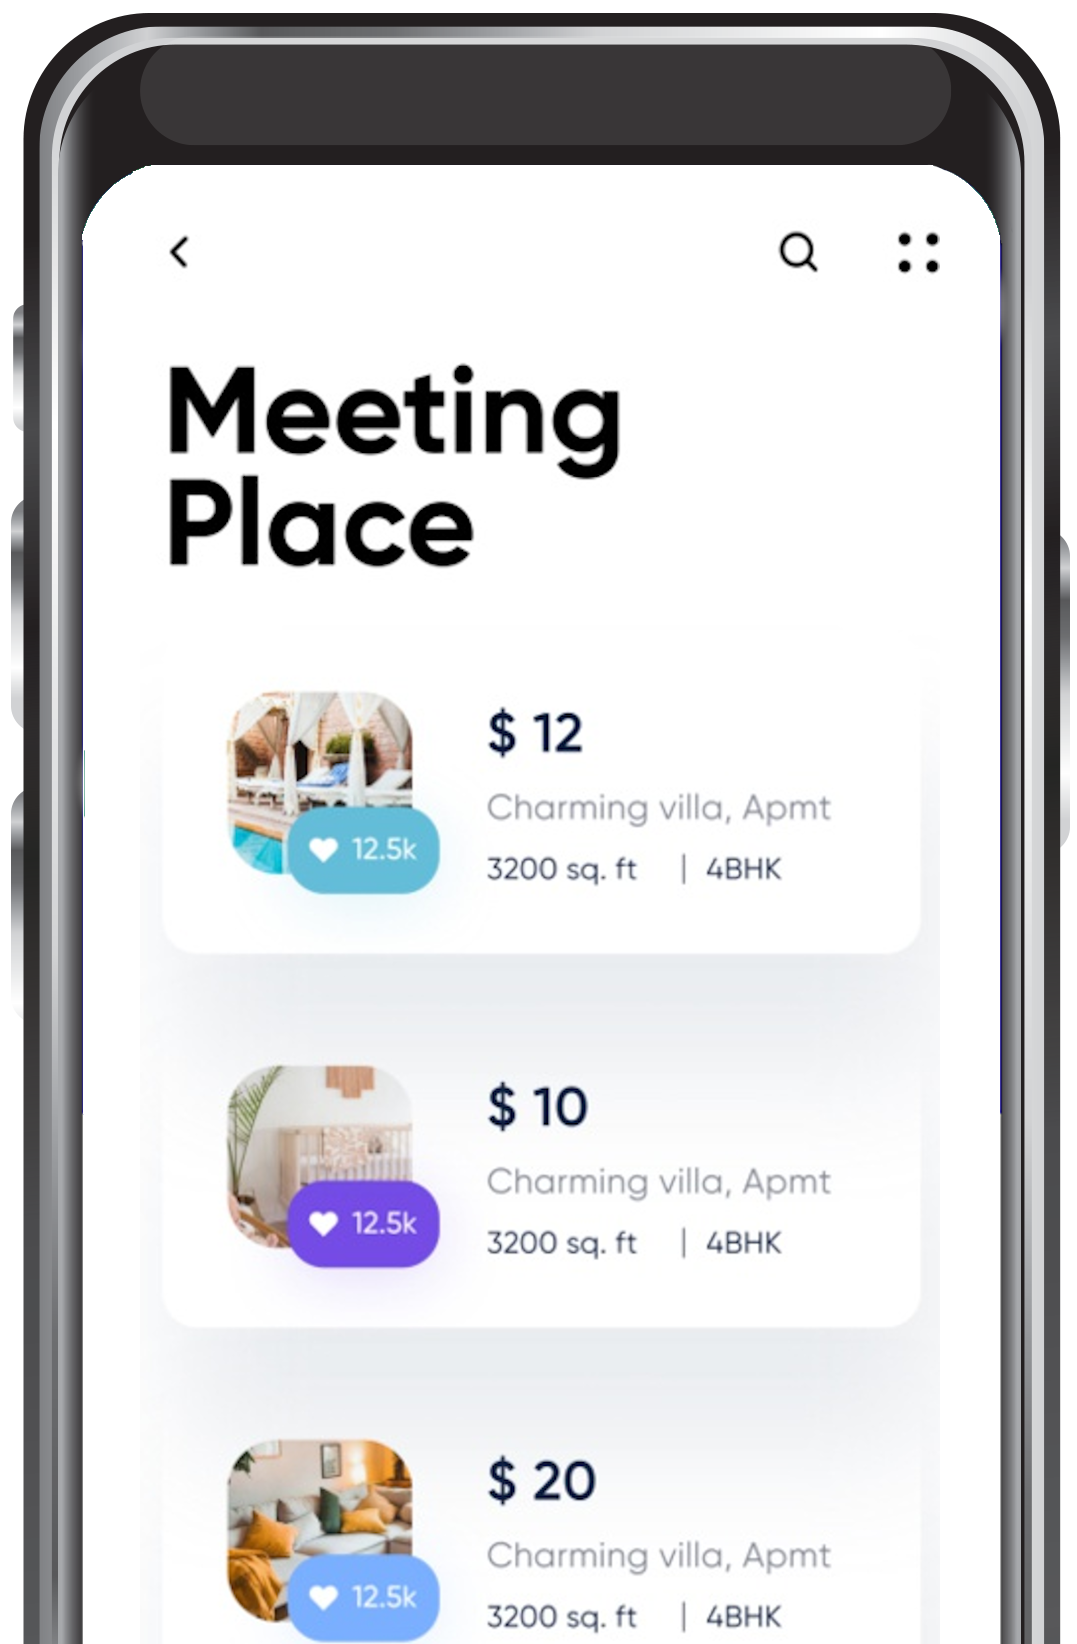 Meeting
Place
$ 12
Charming villa, Apmt
12.5k
3200 sq. ft | 4BHK
$ 10
Charming villa, Apmt
12.5k
3200 sq. ft | 4BHK
$ 20
Charming villa, Apmt
12.5k
3200 sq. ft | 4BHK